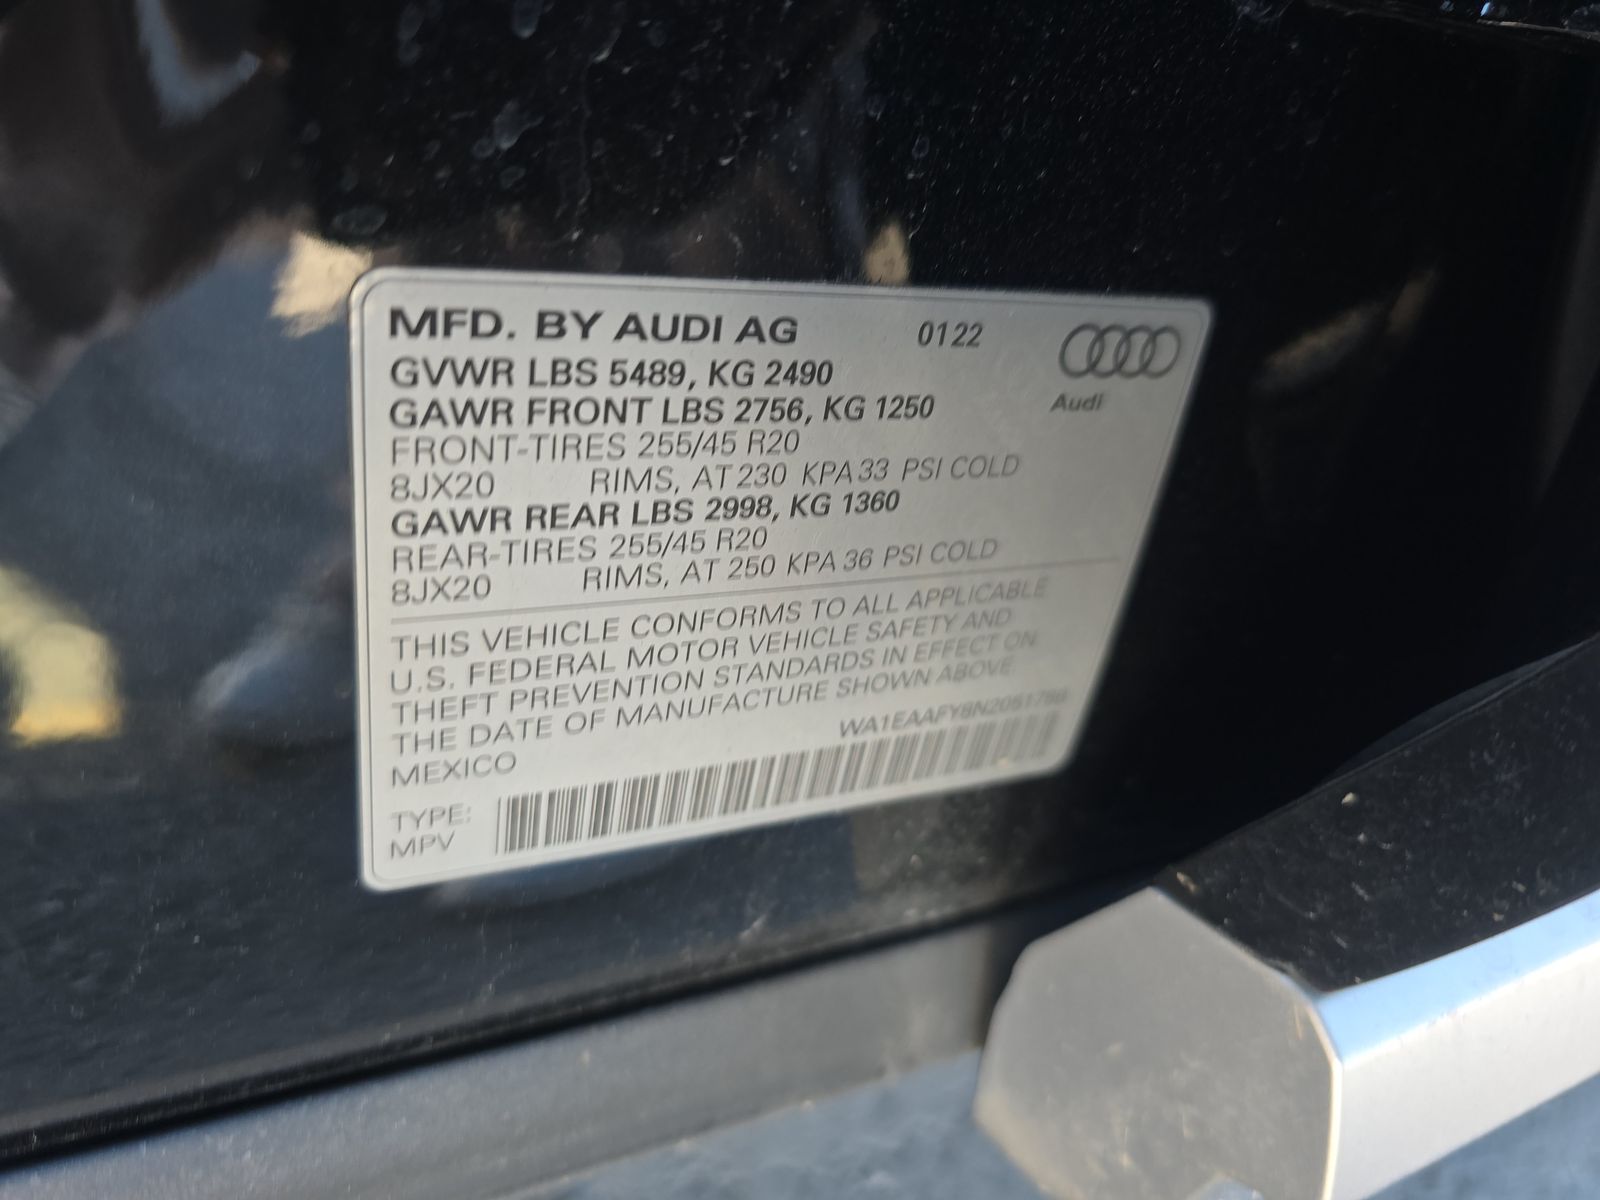 MFD. BY AUDI AG 0122
Audi
GVWR LBS 5489, KG 2490
GAWR FRONT LBS 2756, KG 1250
FRONT-TIRES 255/45 R20
8JX20 RIMS, AT 230 KPA 33 PSI COLD
GAWR REAR LBS 2998, KG 1360
REAR-TIRES 255/45 R20
8JX20 RIMS, AT 250 KPA 36 PSI COLD
THIS VEHICLE CONFORMS TO ALL APPLICABLE
U.S. FEDERAL MOTOR VEHICLE SAFETY AND
THEFT PREVENTION STANDARDS IN EFFECT ON
THE DATE OF MANUFACTURE SHOWN ABOVE.
MEXICO
TYPE:
MPV